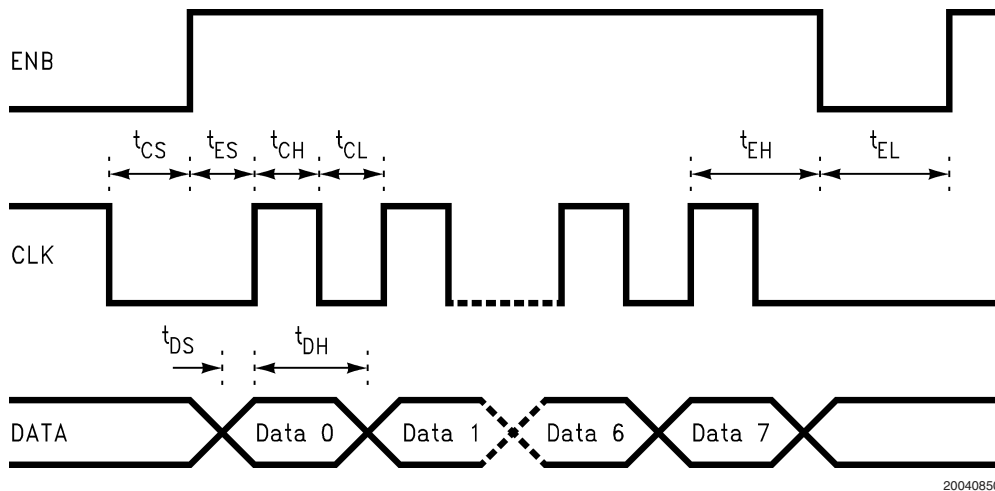 ENB
tCS tES tCH tCL tEH tEL
CLK
tDS tDH
DATA Data 0 Data 1 Data 6 Data 7